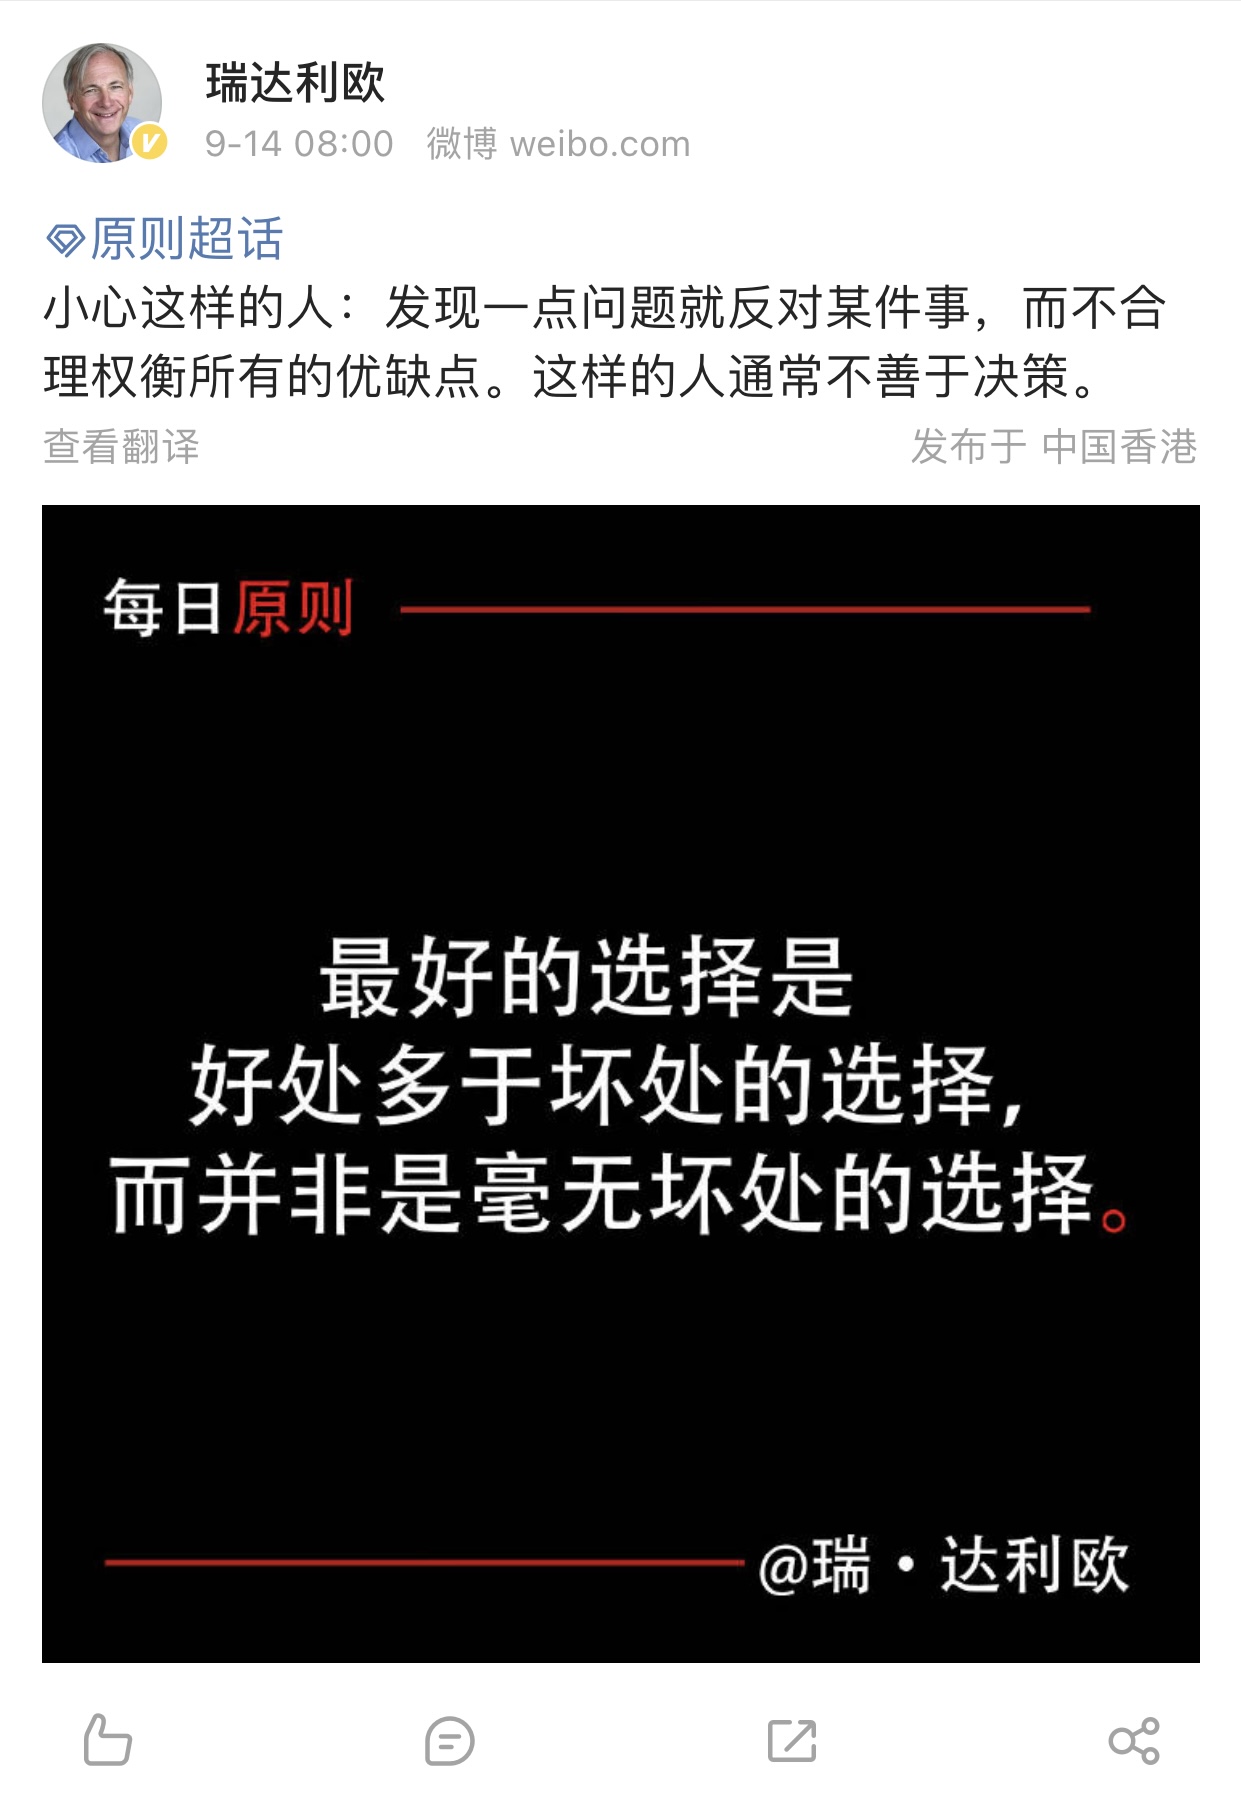 瑞达利欧
9-14 08:00 微博 weibo.com
原则超话
小心这样的人：发现一点问题就反对某件事，而不合
理权衡所有的优缺点。这样的人通常不善于决策。
查看翻译 发布于 中国香港
每日原则
最好的选择是
好处多于坏处的选择，
而并非是毫无坏处的选择。
@瑞·达利欧